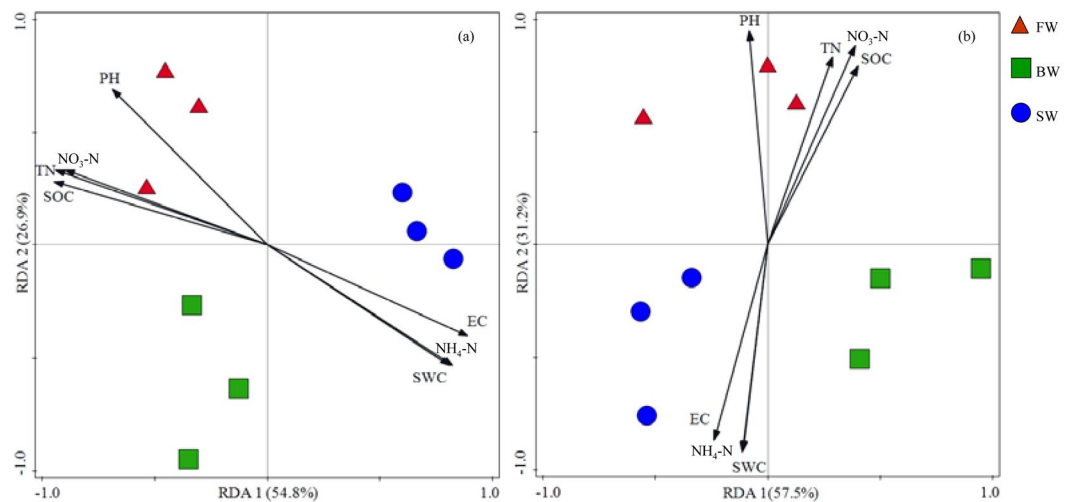 1.0
(a)
PH
TN NO₃-N
SOC
EC
NH₄-N
SWC
RDA 2 (26.9%)
-1.0
-1.0
RDA 1(54.8%)
1.0
1.0
(b)
PH
TN
NO₃-N
SOC
EC
NH₄-N
SWC
RDA 2 (31.2%)
-1.0
-1.0
RDA 1(57.5%)
1.0
FW
BW
SW